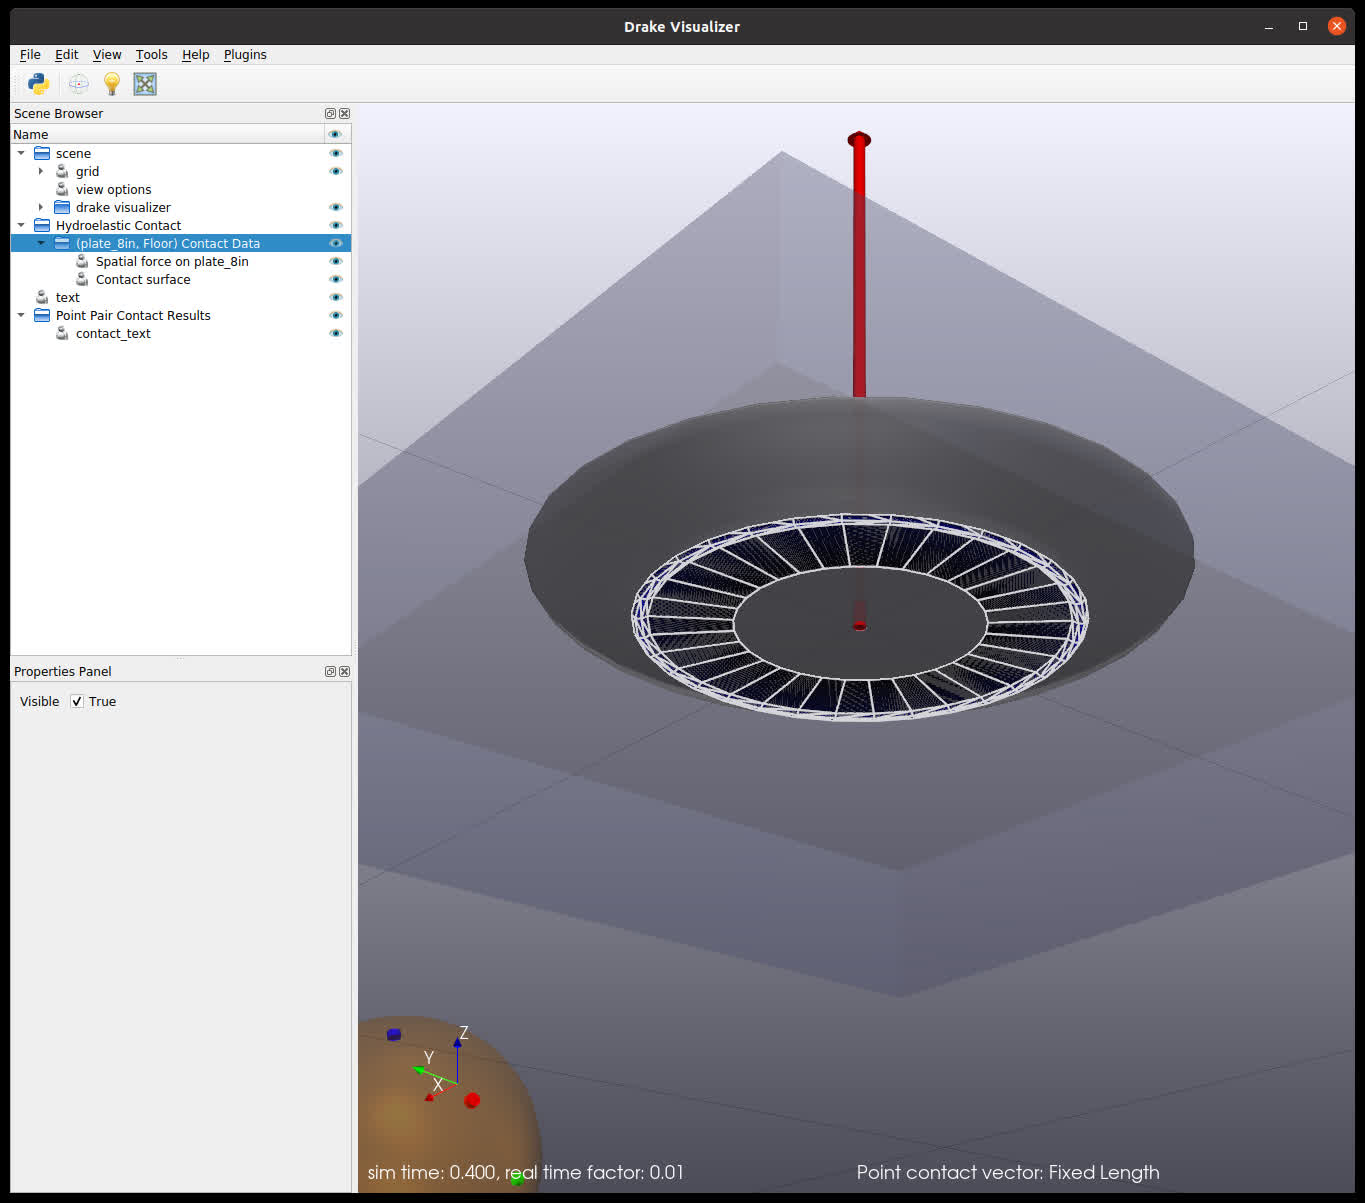 Drake Visualizer
File Edit View Tools Help Plugins
Scene Browser
Name
scene
grid
view options
drake visualizer
Hydroelastic Contact
(plate_8in, Floor) Contact Data
Spatial force on plate_8in
Contact surface
text
Point Pair Contact Results
contact_text
Properties Panel
Visible True
Z
Y
X
sim time: 0.400, real time factor: 0.01
Point contact vector: Fixed Length